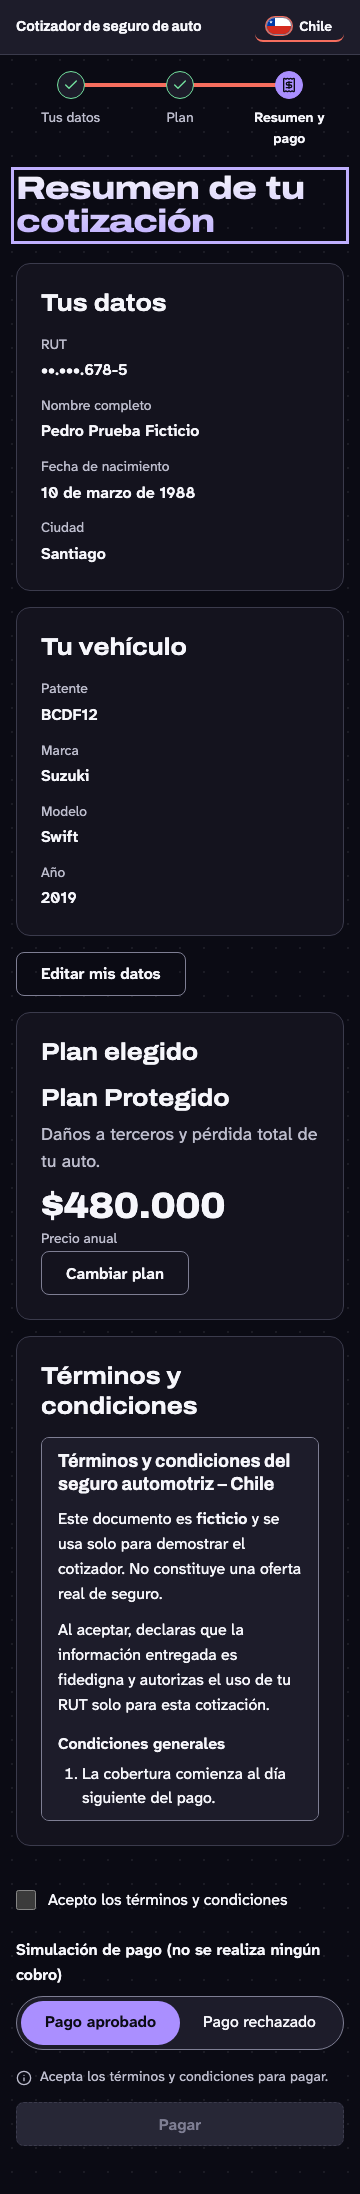 Cotizador de seguro de auto
Chile
Tus datos
Plan
Resumen y
pago
Resumen de tu
cotización
Tus datos
RUT
••.•••.678-5
Nombre completo
Pedro Prueba Ficticio
Fecha de nacimiento
10 de marzo de 1988
Ciudad
Santiago
Tu vehículo
Patente
BCDF12
Marca
Suzuki
Modelo
Swift
Año
2019
Editar mis datos
Plan elegido
Plan Protegido
Daños a terceros y pérdida total de
tu auto.
$480.000
Precio anual
Cambiar plan
Términos y
condiciones
Términos y condiciones del
seguro automotriz – Chile
Este documento es ficticio y se
usa solo para demostrar el
cotizador. No constituye una oferta
real de seguro.
Al aceptar, declaras que la
información entregada es
fidedigna y autorizas el uso de tu
RUT solo para esta cotización.
Condiciones generales
1. La cobertura comienza al día
siguiente del pago.
Acepto los términos y condiciones
Simulación de pago (no se realiza ningún
cobro)
Pago aprobado
Pago rechazado
Acepta los términos y condiciones para pagar.
Pagar